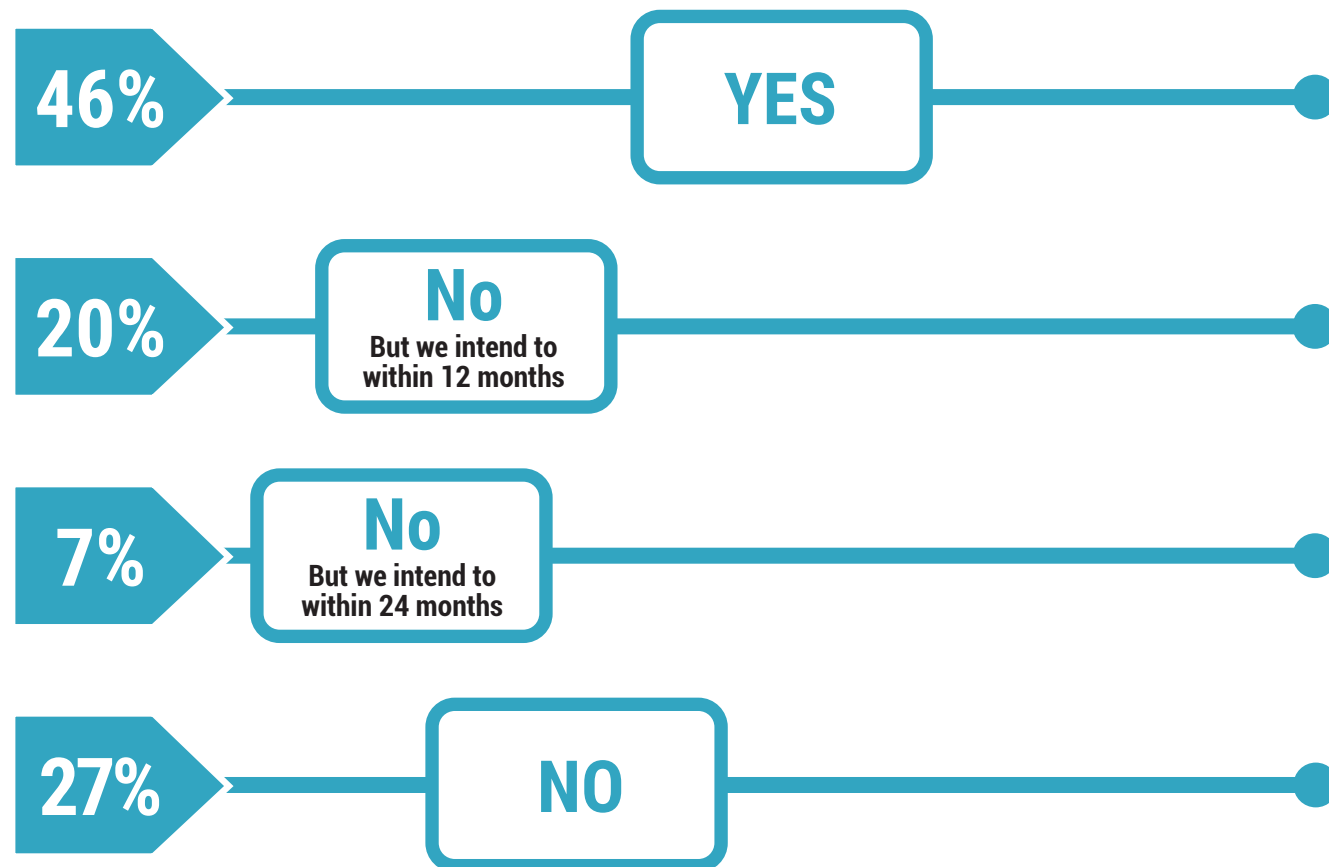 46%
YES
20%
No
But we intend to
within 12 months
7%
No
But we intend to
within 24 months
27%
NO